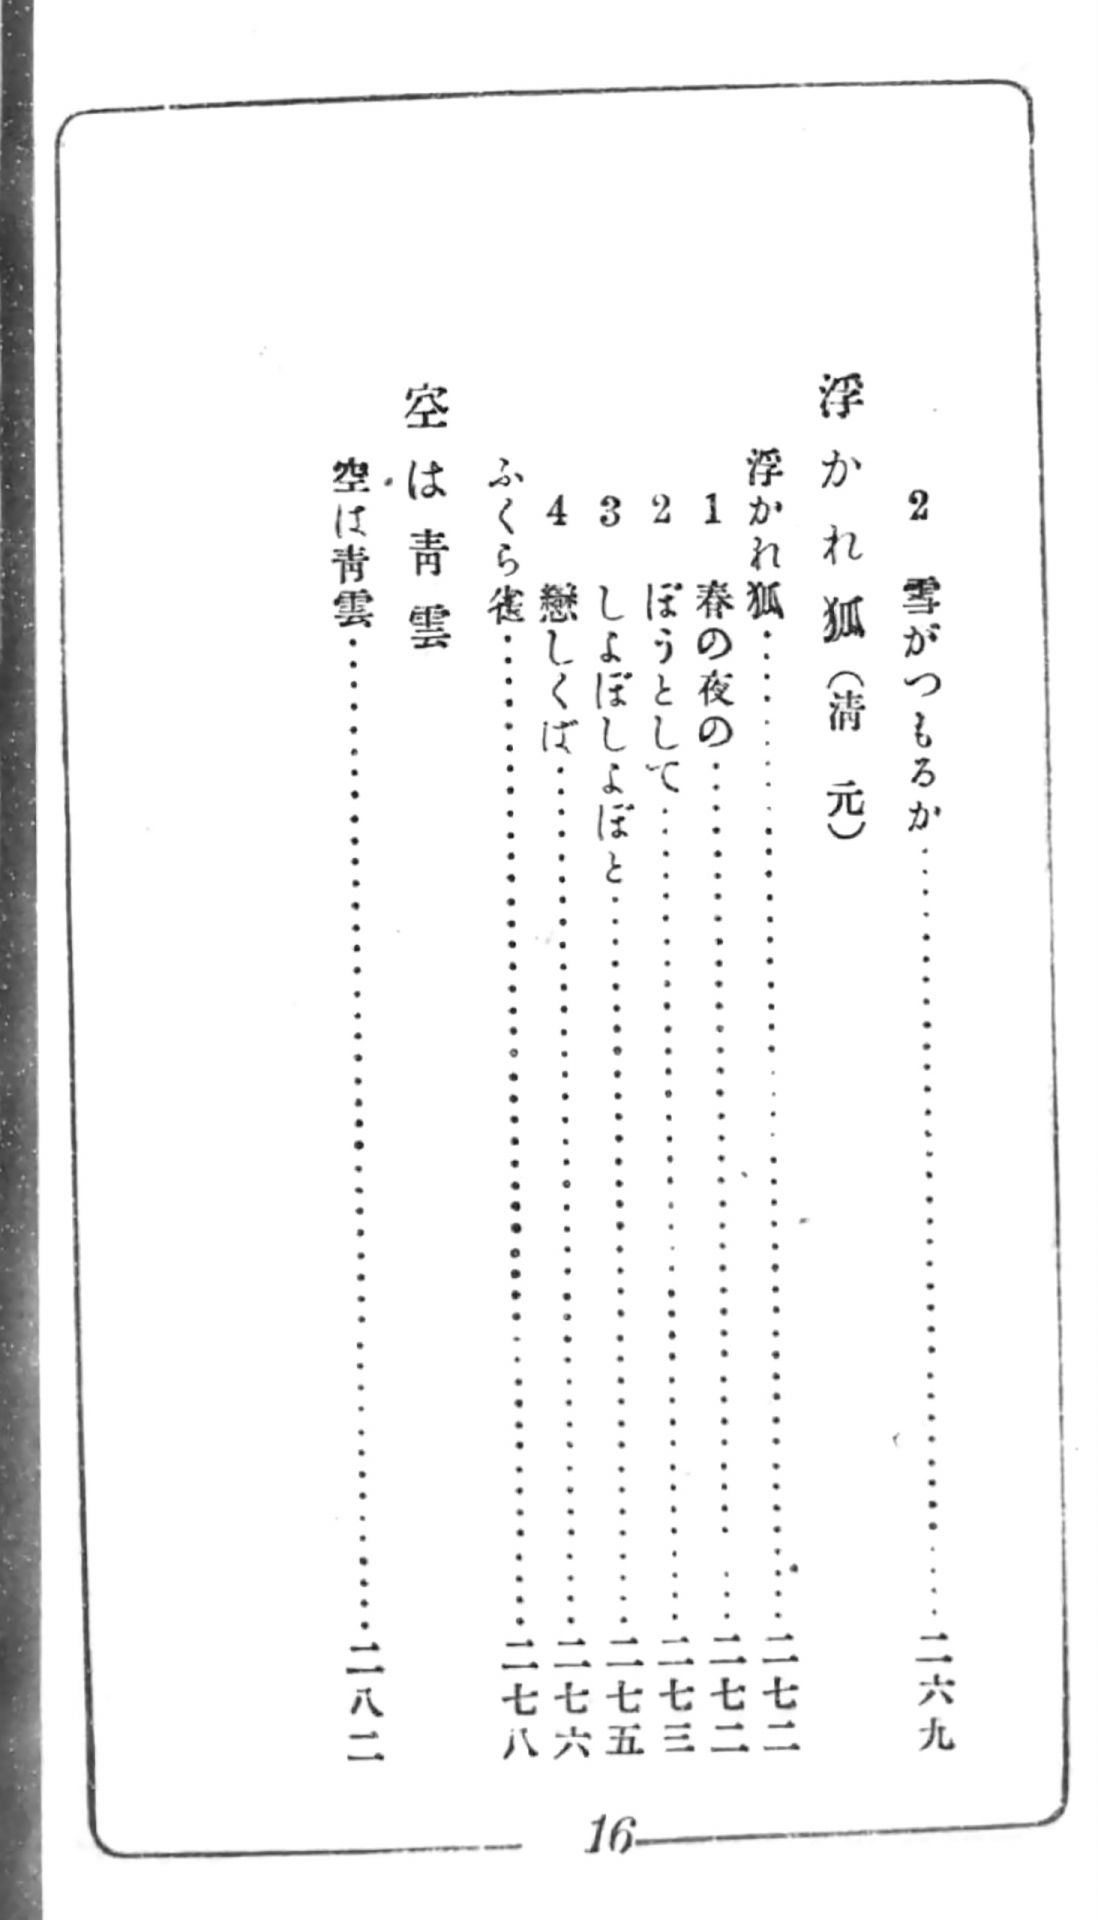 2 雪がつもるか……二六九
浮かれ狐(淸元)
浮かれ狐……二七二
1 春の夜の……二七二
2 ぼうとして……二七三
3 しよぼしよぼと……二七五
4 戀しくば……二七六
ふくら雀……二七八
空は靑雲
空は靑雲……二八二
16